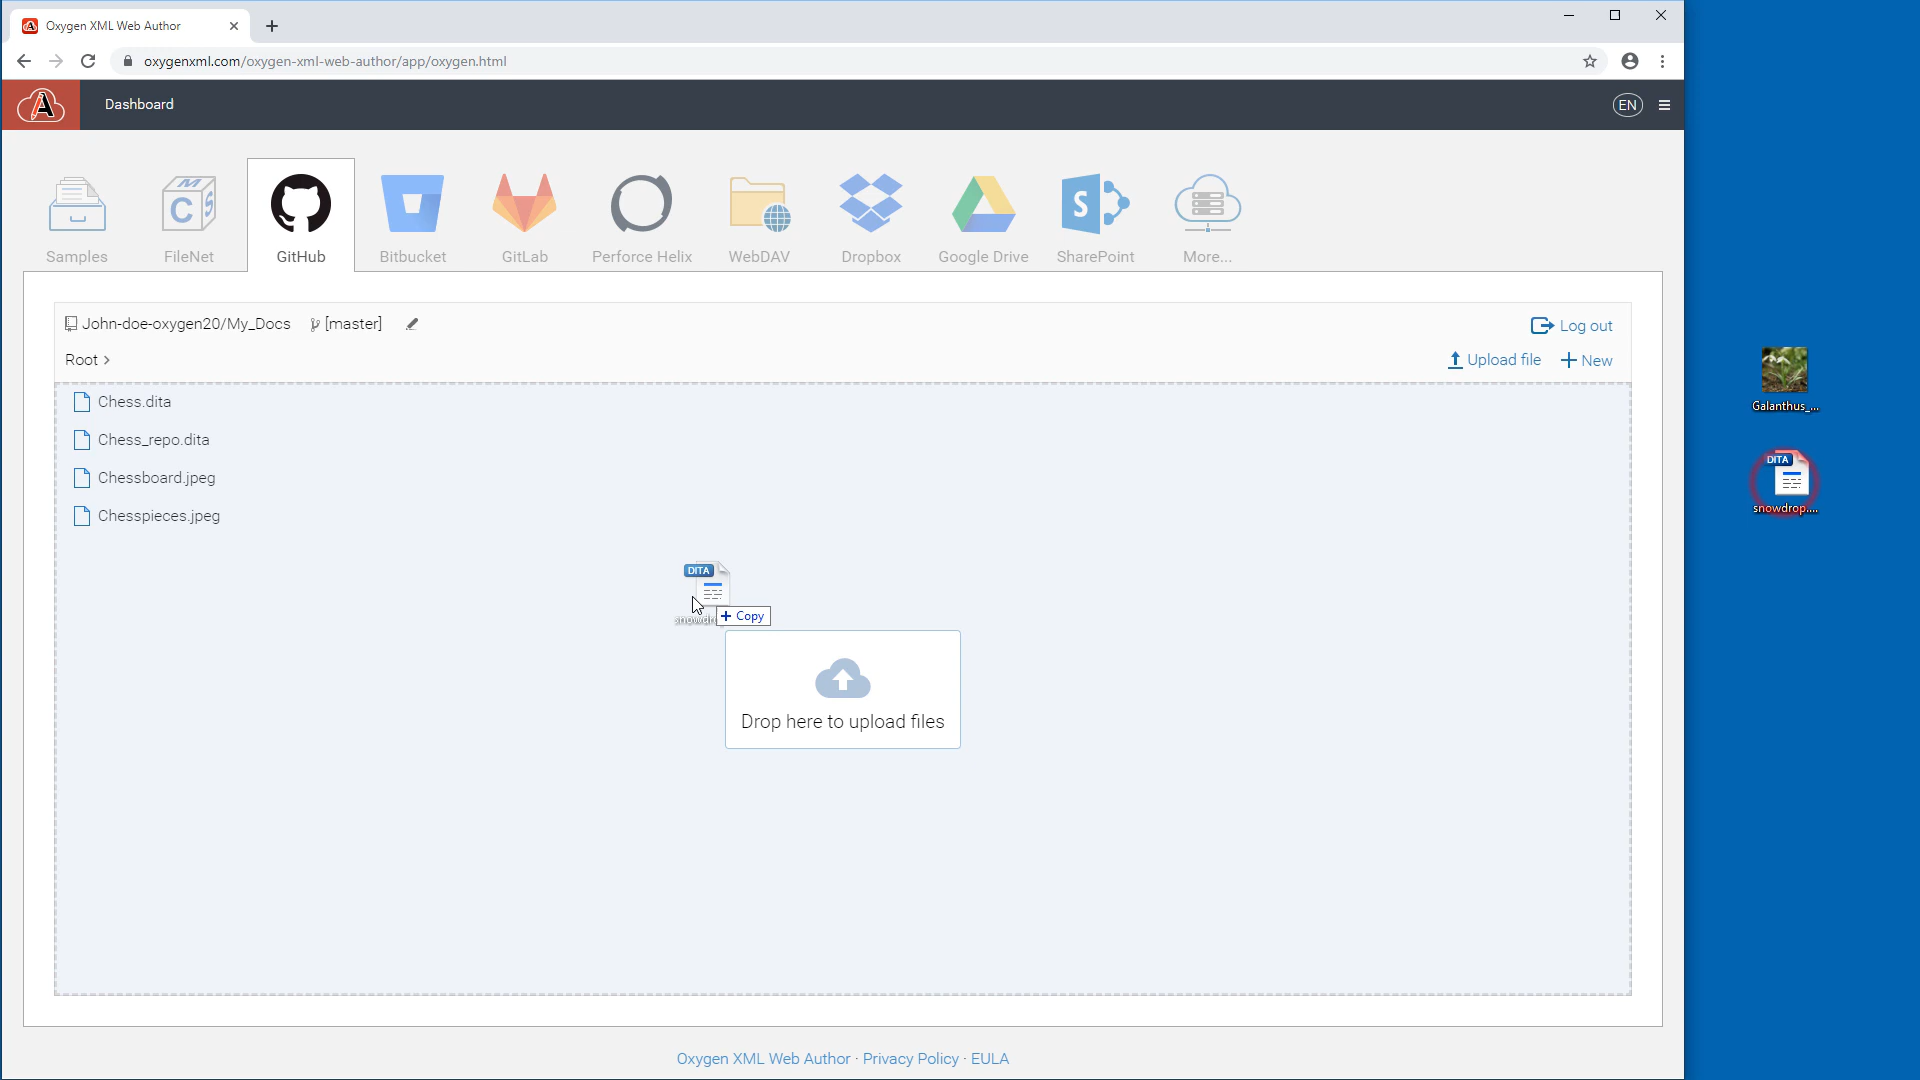 Oxygen XML Web Author
oxygenxml.com/oxygen-xml-web-author/app/oxygen.html
Dashboard
EN
Samples
FileNet
GitHub
Bitbucket
GitLab
Perforce Helix
WebDAV
Dropbox
Google Drive
SharePoint
More...
John-doe-oxygen20/My_Docs [master]
Log out
Root >
Upload file
New
Chess.dita
Chess_repo.dita
Chessboard.jpeg
Chesspieces.jpeg
DITA
+ Copy
Drop here to upload files
Galanthus_...
DITA
snowdrop....
Oxygen XML Web Author · Privacy Policy · EULA